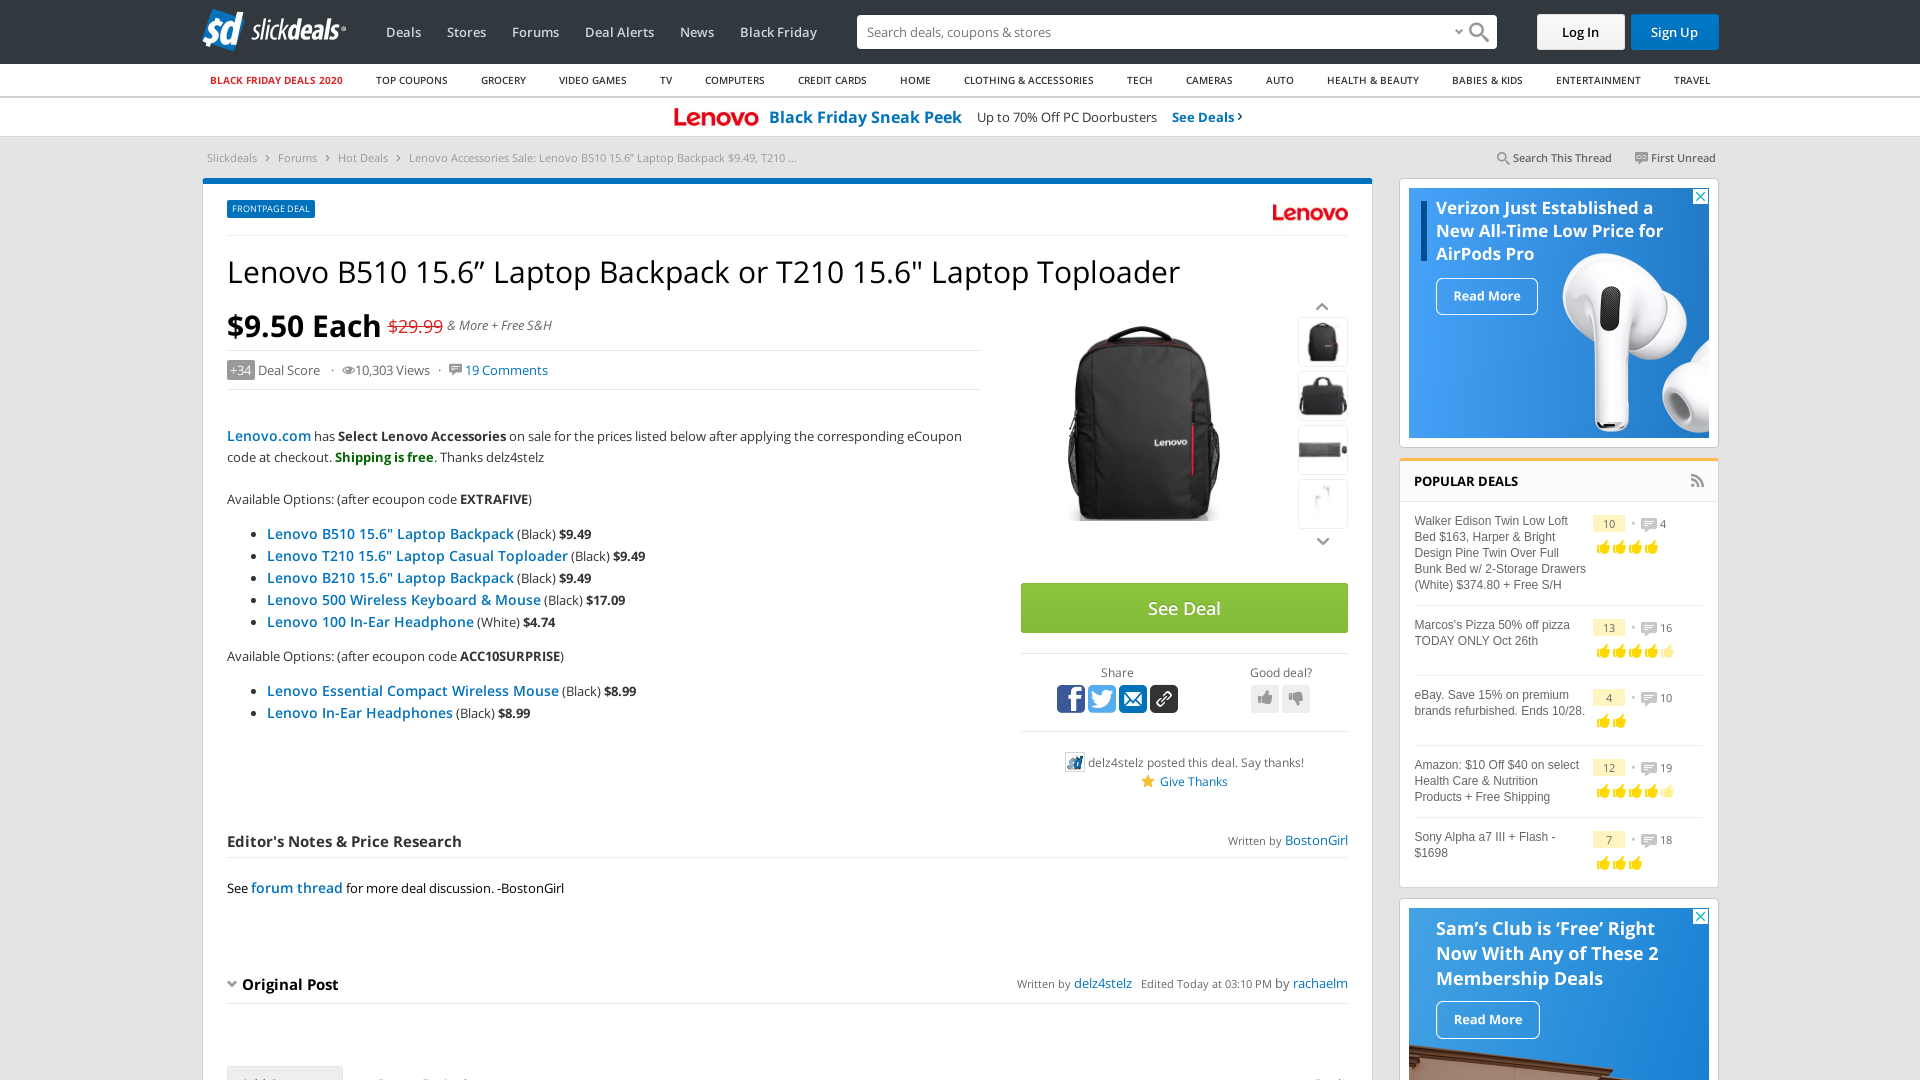 slickdeals
Deals
Stores
Forums
Deal Alerts
News
Black Friday
Search deals, coupons & searches
Log In
Sign Up
BLACK FRIDAY DEALS 2020
TOP COUPONS
GROCERY
VIDEO GAMES
TV
COMPUTERS
CREDIT CARDS
HOME
CLOTHING & ACCESSORIES
TECH
CAMERAS
AUTO
HEALTH & BEAUTY
BABIES & KIDS
ENTERTAINMENT
TRAVEL
Lenovo Black Friday Sneak Peek Up to 70% Off PC Doorbusters See Deals ›
Slickdeals › Forums › Hot Deals › Lenovo Accessories Sale: Lenovo B510 15.6” Laptop Backpack $9.49, T210 ...
Search This Thread
First Unread
FRONTPAGE DEAL
Lenovo
Lenovo B510 15.6” Laptop Backpack or T210 15.6" Laptop Toploader
$9.50 Each $29.99 & More + Free S&H
+34 Deal Score · 10,303 Views · 19 Comments
Lenovo.com has Select Lenovo Accessories on sale for the prices listed below after applying the corresponding eCoupon
code at checkout. Shipping is free. Thanks delz4stelz
Available Options: (after ecoupon code EXTRAFIVE)
• Lenovo B510 15.6" Laptop Backpack (Black) $9.49
• Lenovo T210 15.6" Laptop Casual Toploader (Black) $9.49
• Lenovo B210 15.6" Laptop Backpack (Black) $9.49
• Lenovo 500 Wireless Keyboard & Mouse (Black) $17.09
• Lenovo 100 In-Ear Headphone (White) $4.74
Available Options: (after ecoupon code ACC10SURPRISE)
• Lenovo Essential Compact Wireless Mouse (Black) $8.99
• Lenovo In-Ear Headphones (Black) $8.99
Lenovo
See Deal
Share
Good deal?
delz4stelz posted this deal. Say thanks!
Give Thanks
Editor's Notes & Price Research
Written by BostonGirl
See forum thread for more deal discussion. -BostonGirl
Original Post
Written by delz4stelz Edited Today at 03:10 PM by rachaelm
Verizon Just Established a
New All-Time Low Price for
AirPods Pro
Read More
POPULAR DEALS
Walker Edison Twin Low Loft
Bed $163, Harper & Bright
Design Pine Twin Over Full
Bunk Bed w/ 2-Storage Drawers
(White) $374.80 + Free S/H
10 • 4
Marcos's Pizza 50% off pizza
TODAY ONLY Oct 26th
13 • 16
eBay. Save 15% on premium
brands refurbished. Ends 10/28.
4 • 10
Amazon: $10 Off $40 on select
Health Care & Nutrition
Products + Free Shipping
12 • 19
Sony Alpha a7 III + Flash -
$1698
7 • 18
Sam’s Club is ‘Free’ Right
Now With Any of These 2
Membership Deals
Read More